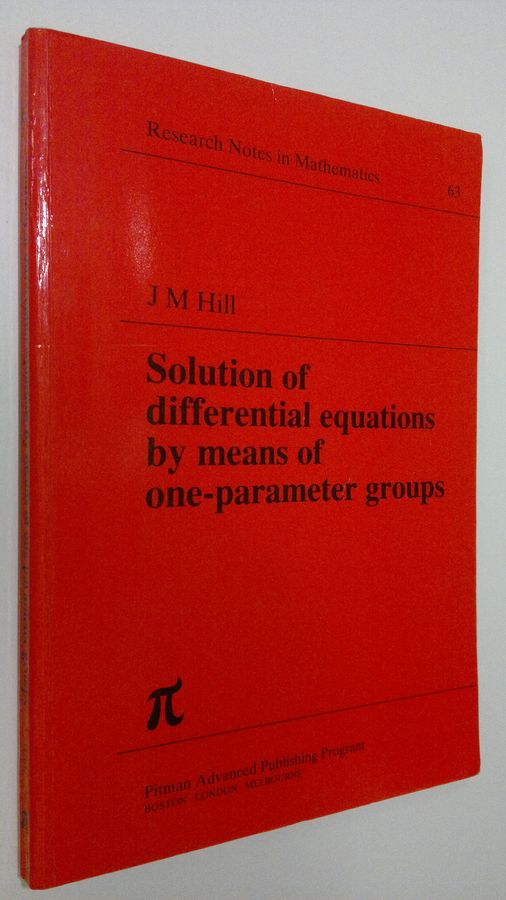 Research Notes in Mathematics
63
J M Hill
Solution of
differential equations
by means of
one-parameter groups
π
Pitman Advanced Publishing Program
BOSTON LONDON MELBOURNE